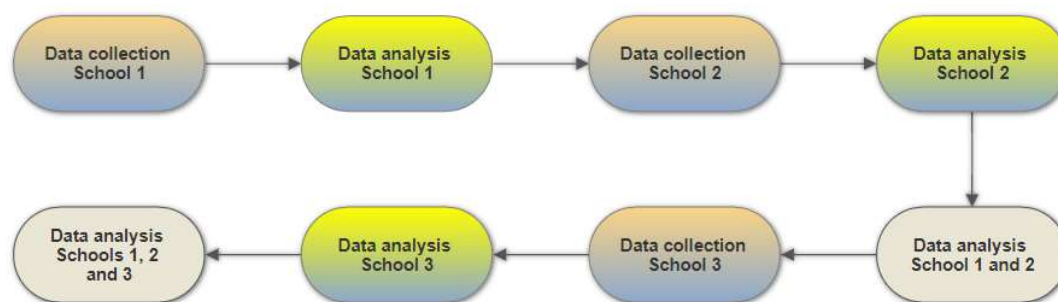 Data collection
School 1
Data analysis
School 1
Data collection
School 2
Data analysis
School 2
Data analysis
School 1 and 2
Data collection
School 3
Data analysis
School 3
Data analysis
Schools 1, 2
and 3